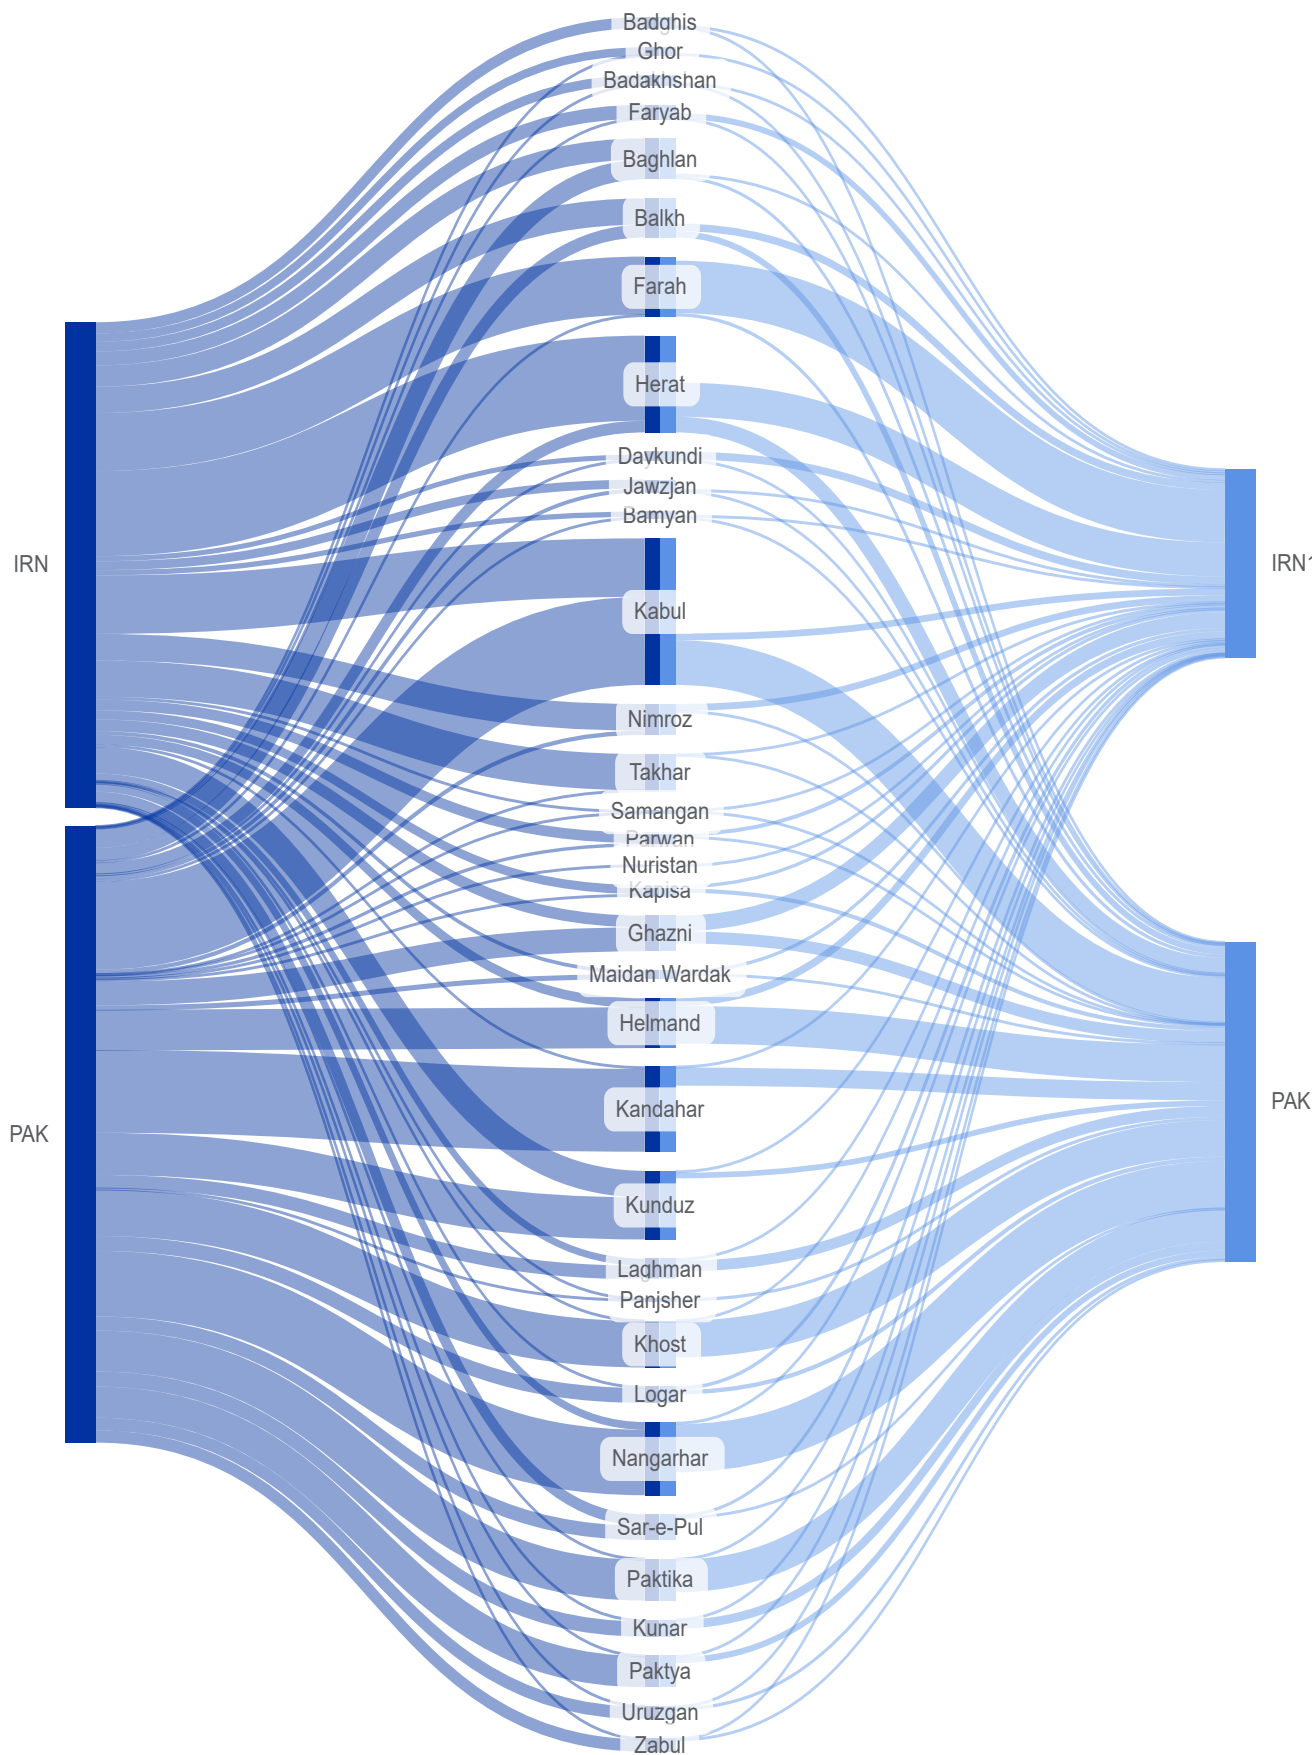 Badghis
Ghor
Badakhshan
Faryab
Baghlan
Balkh
Farah
Herat
Daykundi
Jawzjan
Bamyan
IRN
IRN1
Kabul
Nimroz
Takhar
Samangan
Parwan
Nuristan
Kapisa
Ghazni
Maidan Wardak
Helmand
PAK
Kandahar
PAK
Kunduz
Laghman
Panjsher
Khost
Logar
Nangarhar
Sar-e-Pul
Paktika
Kunar
Paktya
Uruzgan
Zabul